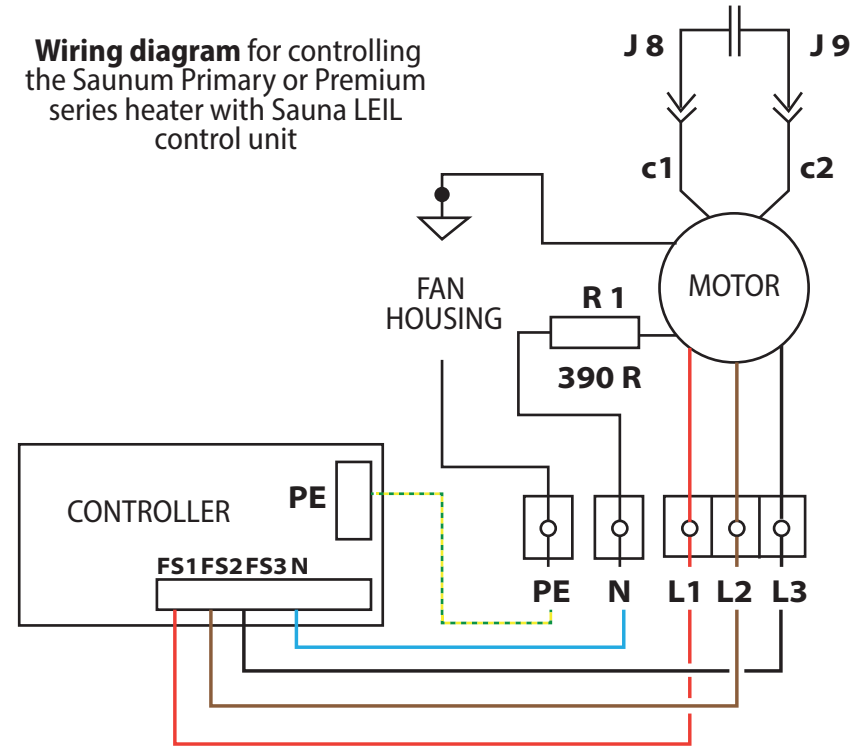 Wiring diagram for controlling
the Saunum Primary or Premium
series heater with Sauna LEIL
control unit
J 8
J 9
c1
c2
MOTOR
FAN
HOUSING
R 1
390 R
CONTROLLER
PE
FS1 FS2 FS3 N
PE
N
L1
L2
L3